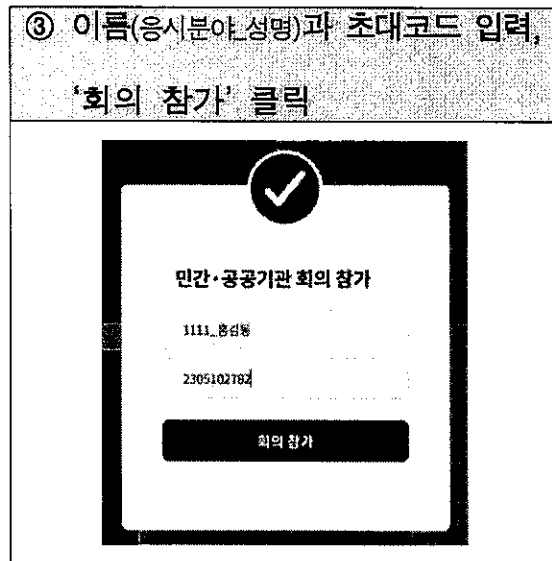 ③ 이름(응시분야_성명)과 초대코드 입력,
'회의 참가' 클릭
민간·공공기관 회의 참가
1111_홍길동
2305102782
회의 참가